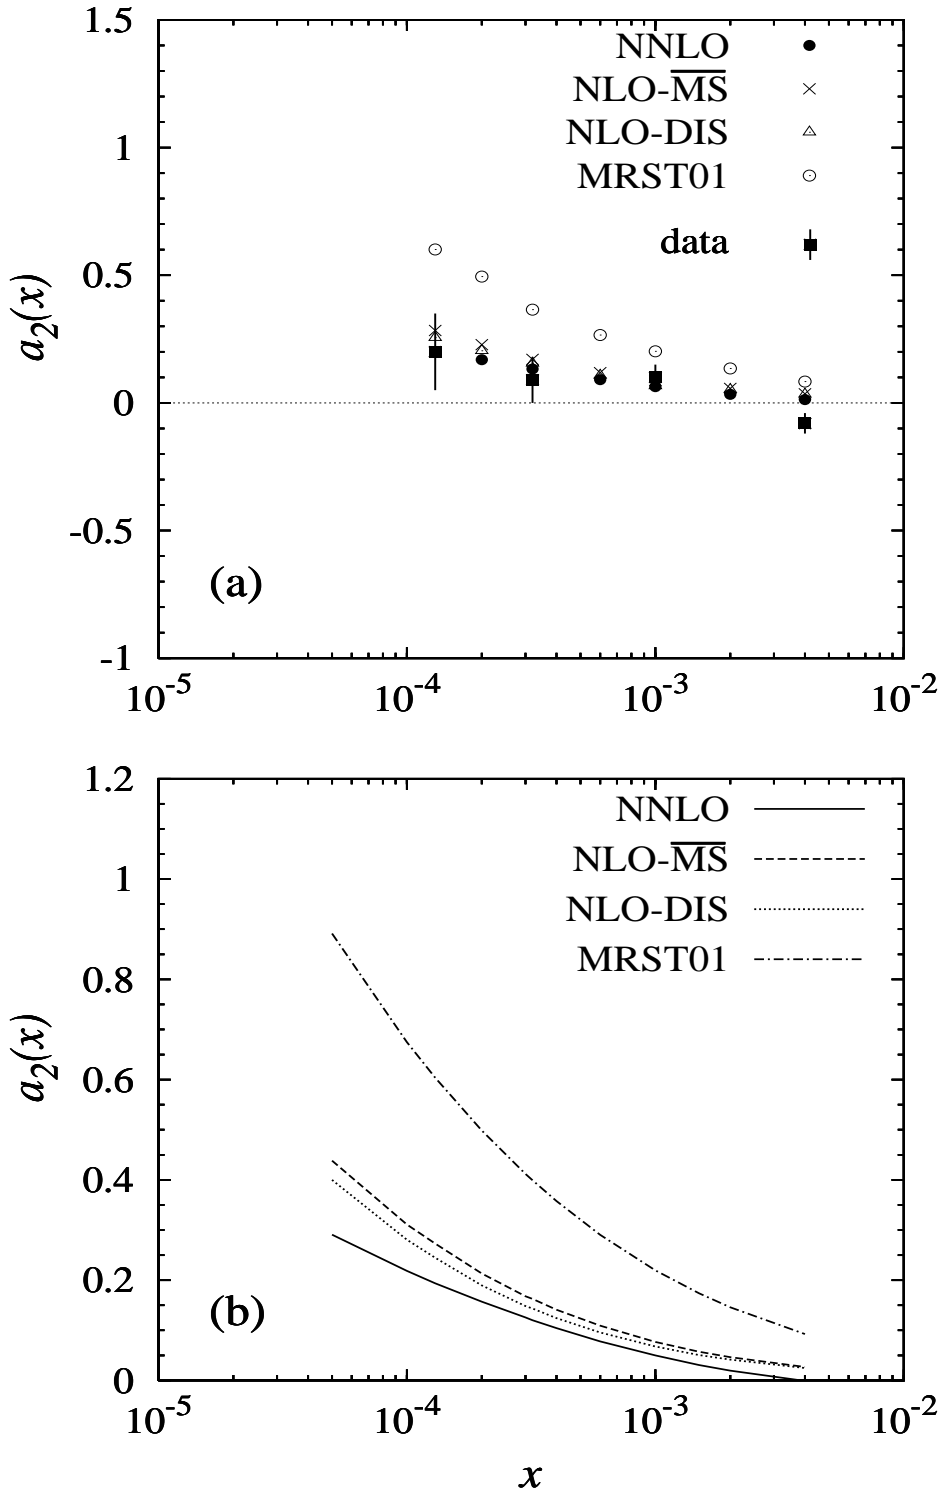 1.5
NNLO
NLO-M̅S̅
NLO-DIS
MRST01
data
1
0.5
0
-0.5
-1
a₂(x)
(a)
10⁻⁵ 10⁻⁴ 10⁻³ 10⁻²
1.2
NNLO
NLO-M̅S̅
NLO-DIS
MRST01
1
0.8
0.6
0.4
0.2
0
a₂(x)
(b)
10⁻⁵ 10⁻⁴ 10⁻³ 10⁻²
x